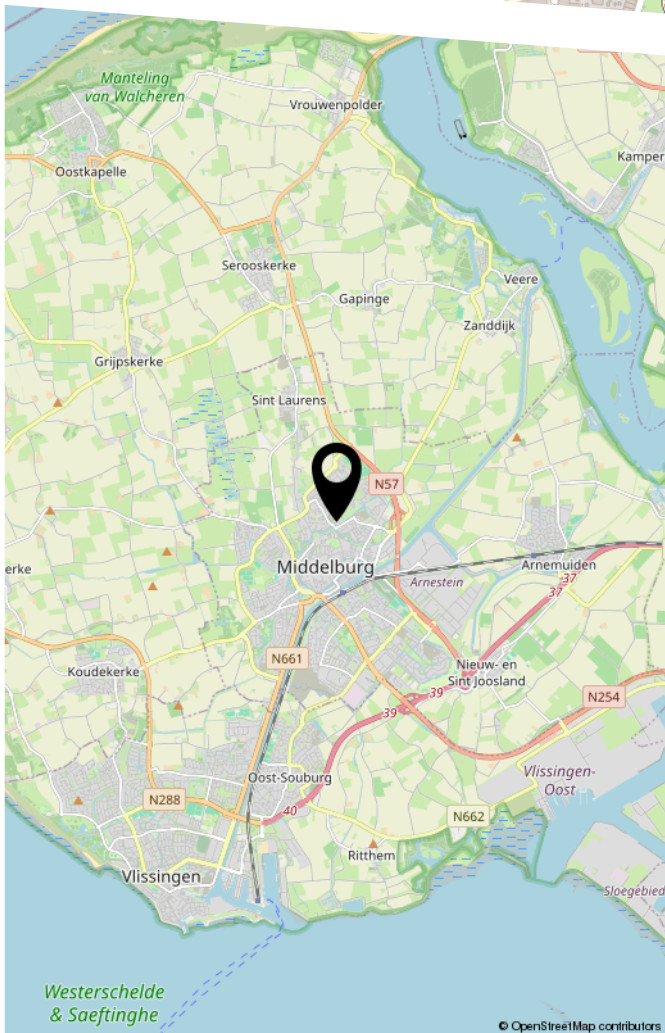 Manteling
van Walcheren
Vrouwenpolder
Kamper
Oostkapelle
Serooskerke
Veere
Gapinge
Zanddijk
Grijpskerke
Sint Laurens
N57
erke
Middelburg
Arnemuiden
Arnestein
37
37
N661
Nieuw- en
Sint Joosland
Koudekerke
39
N254
39
Vlissingen-
Oost
Oost-Souburg
N288
40
N662
Ritthem
Vlissingen
Sloegebied
Westerschelde
& Saeftinghe
© OpenStreetMap contributors